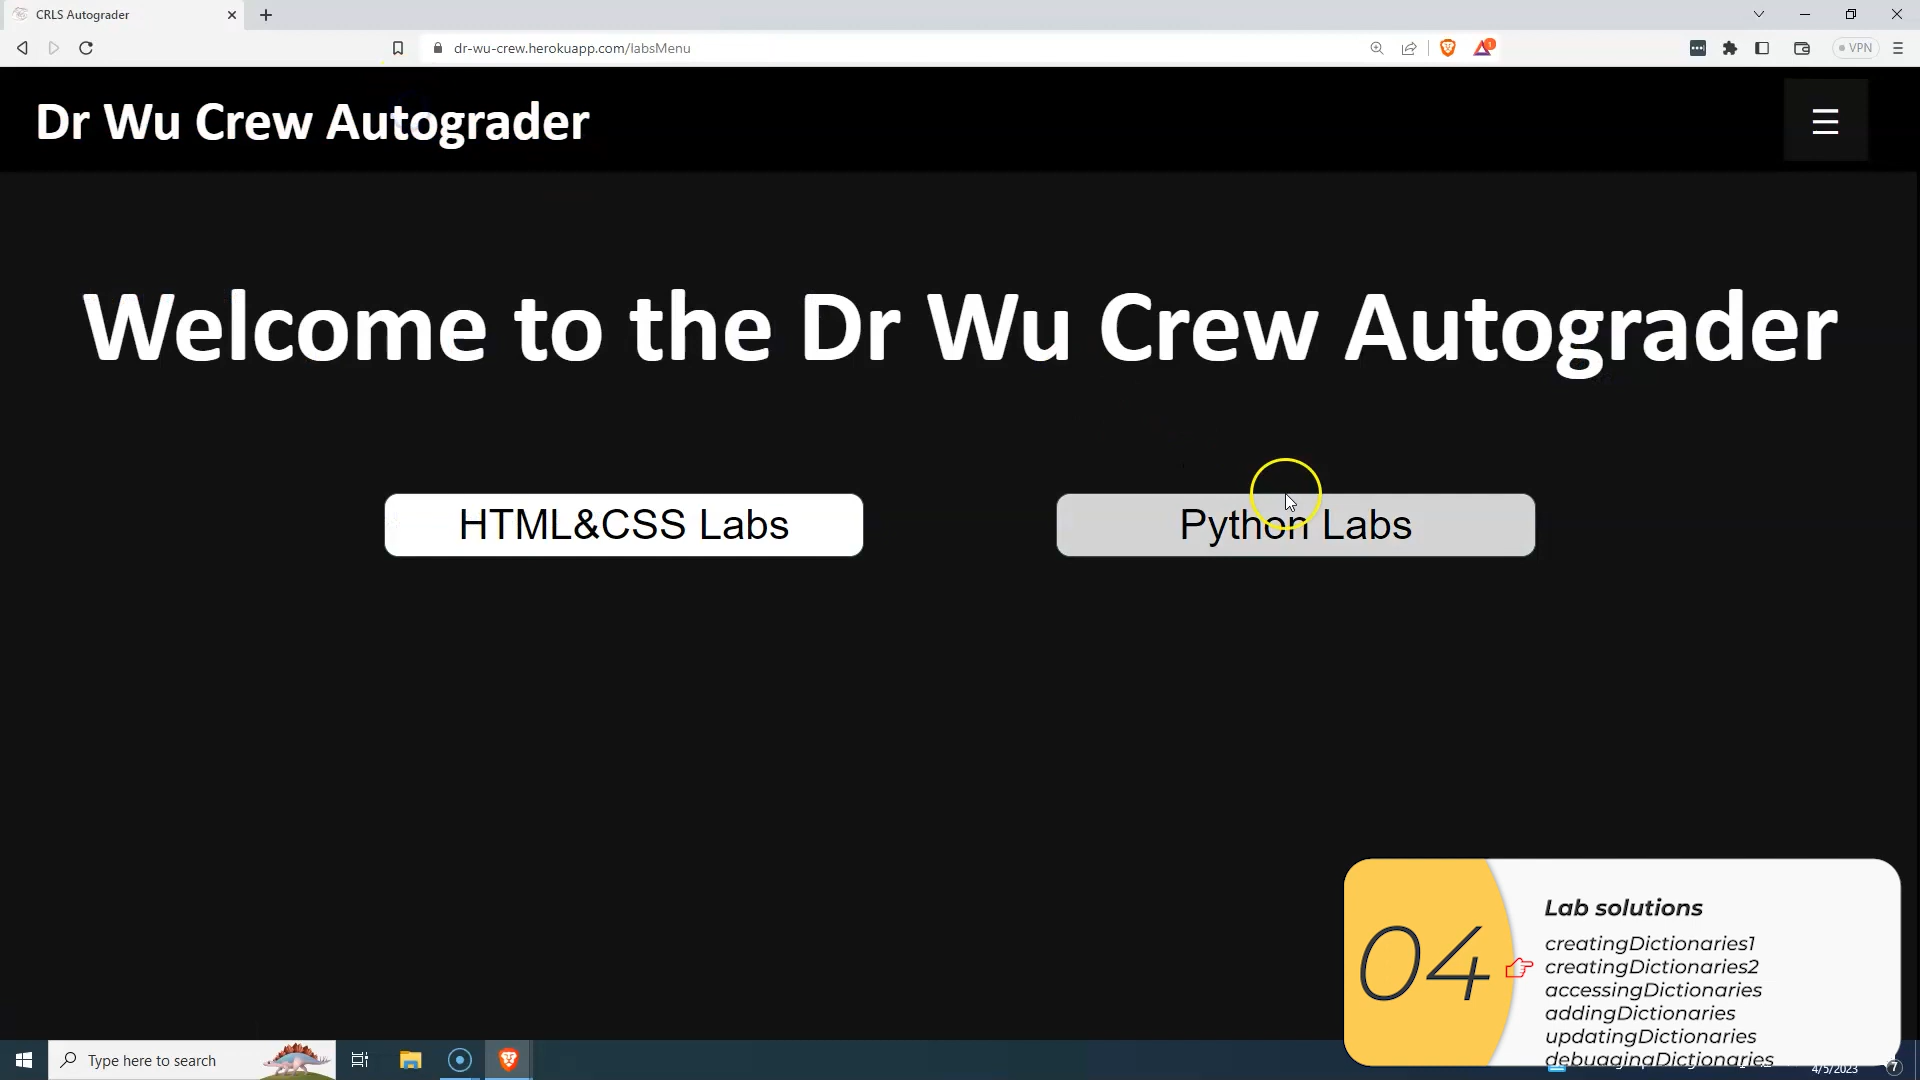 CRLS Autograder
dr-wu-crew.herokuapp.com/labsMenu
1
VPN
Dr Wu Crew Autograder
Welcome to the Dr Wu Crew Autograder
HTML&CSS Labs
Python Labs
04
Lab solutions
creatingDictionaries1
creatingDictionaries2
accessingDictionaries
addingDictionaries
updatingDictionaries
debuggingDictionaries
Type here to search
4/5/2023
7